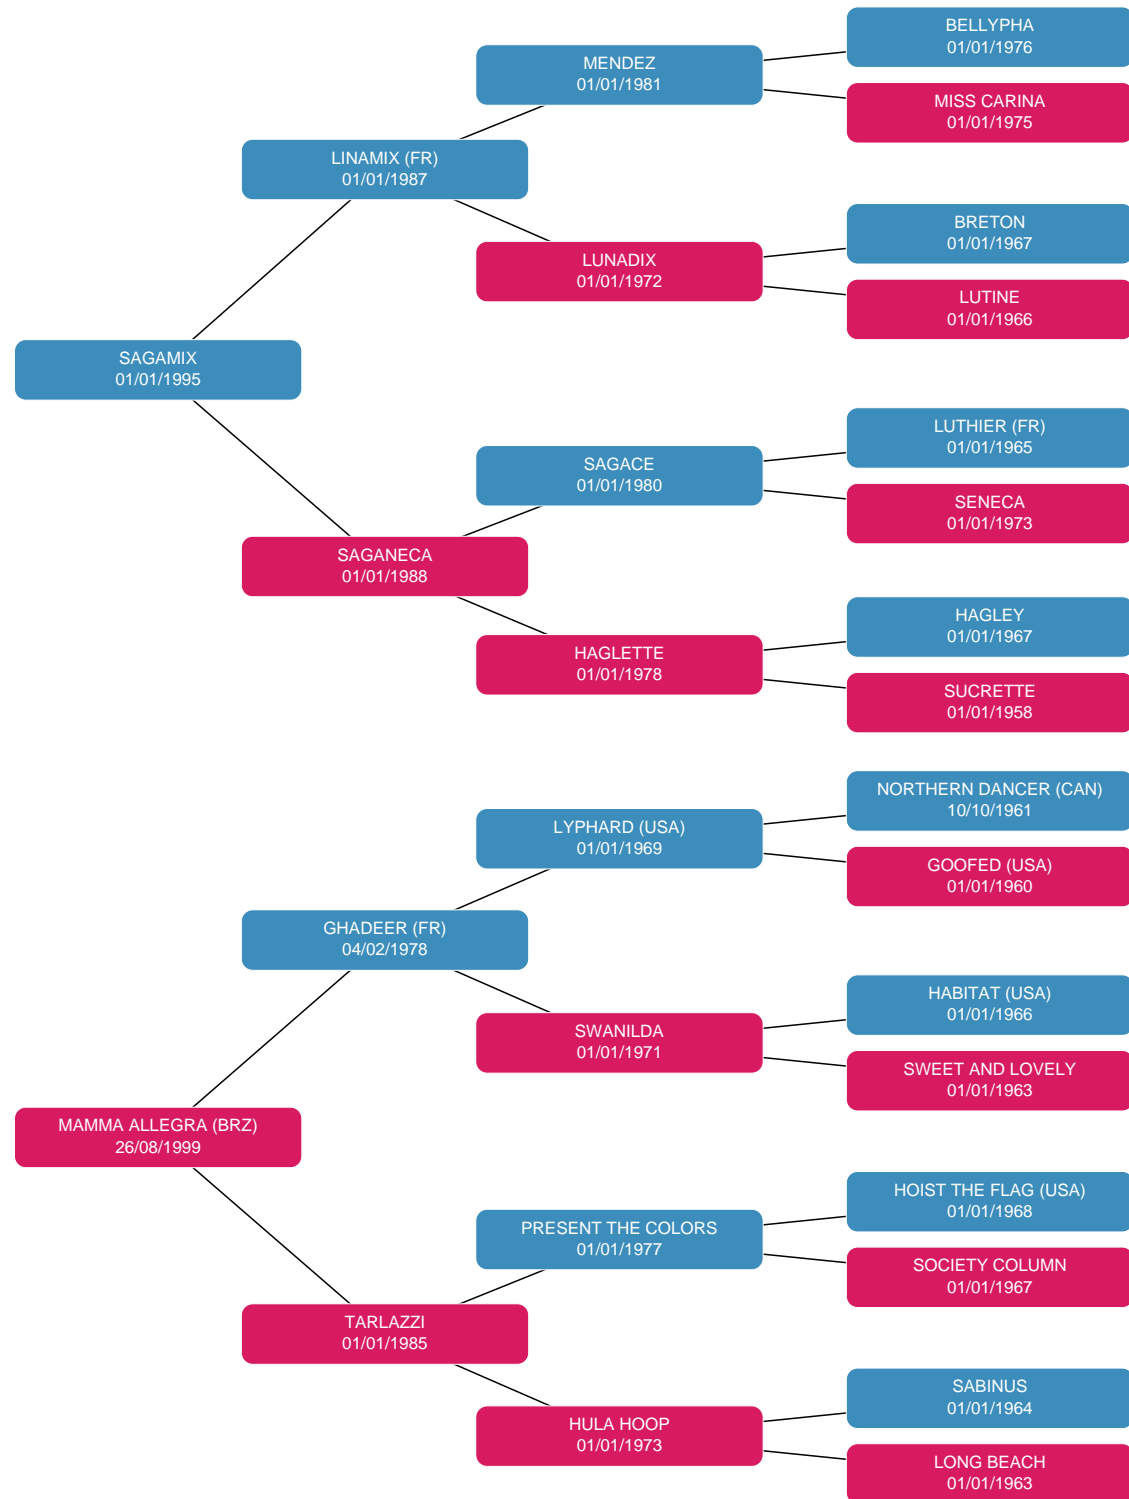 BELLYPHA
01/01/1976
MENDEZ
01/01/1981
MISS CARINA
01/01/1975
LINAMIX (FR)
01/01/1987
BRETON
01/01/1967
LUNADIX
01/01/1972
LUTINE
01/01/1966
SAGAMIX
01/01/1995
LUTHIER (FR)
01/01/1965
SAGACE
01/01/1980
SENECA
01/01/1973
SAGANECA
01/01/1988
HAGLEY
01/01/1967
HAGLETTE
01/01/1978
SUCRETTE
01/01/1958
NORTHERN DANCER (CAN)
10/10/1961
LYPHARD (USA)
01/01/1969
GOOFED (USA)
01/01/1960
GHADEER (FR)
04/02/1978
HABITAT (USA)
01/01/1966
SWANILDA
01/01/1971
SWEET AND LOVELY
01/01/1963
MAMMA ALLEGRA (BRZ)
26/08/1999
HOIST THE FLAG (USA)
01/01/1968
PRESENT THE COLORS
01/01/1977
SOCIETY COLUMN
01/01/1967
TARLAZZI
01/01/1985
SABINUS
01/01/1964
HULA HOOP
01/01/1973
LONG BEACH
01/01/1963